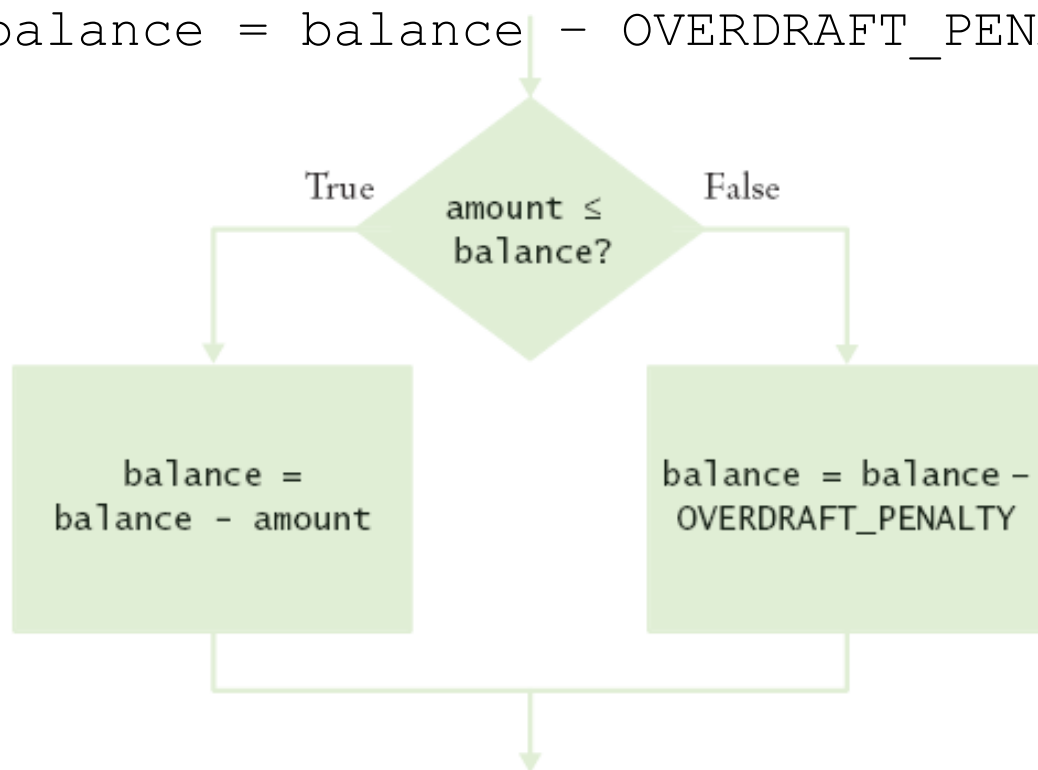 balance = balance – OVERDRAFT_PEN
True
False
amount ≤
balance?
balance =
balance - amount
balance = balance –
OVERDRAFT_PENALTY